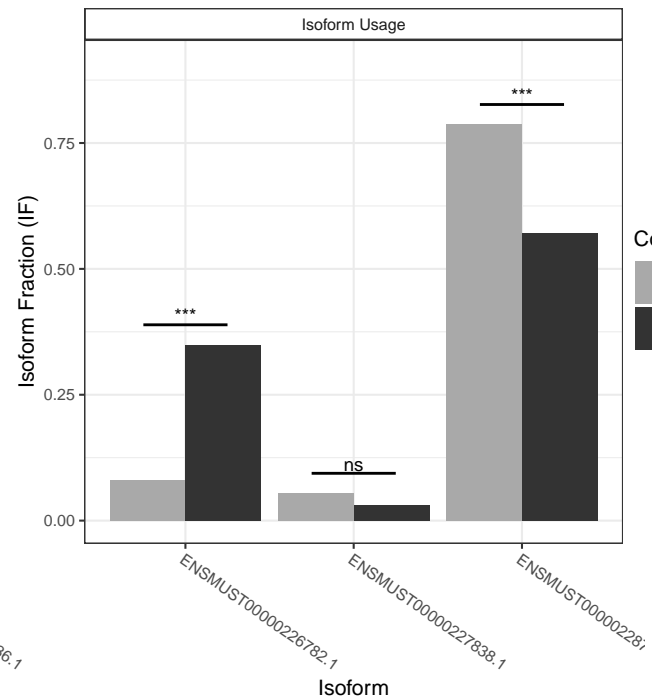 Isoform Usage
***
0.75
Isoform Fraction (IF)
0.50
***
0.25
ns
0.00
ENSMUST00000226782.1
ENSMUST00000227838.1
Isoform